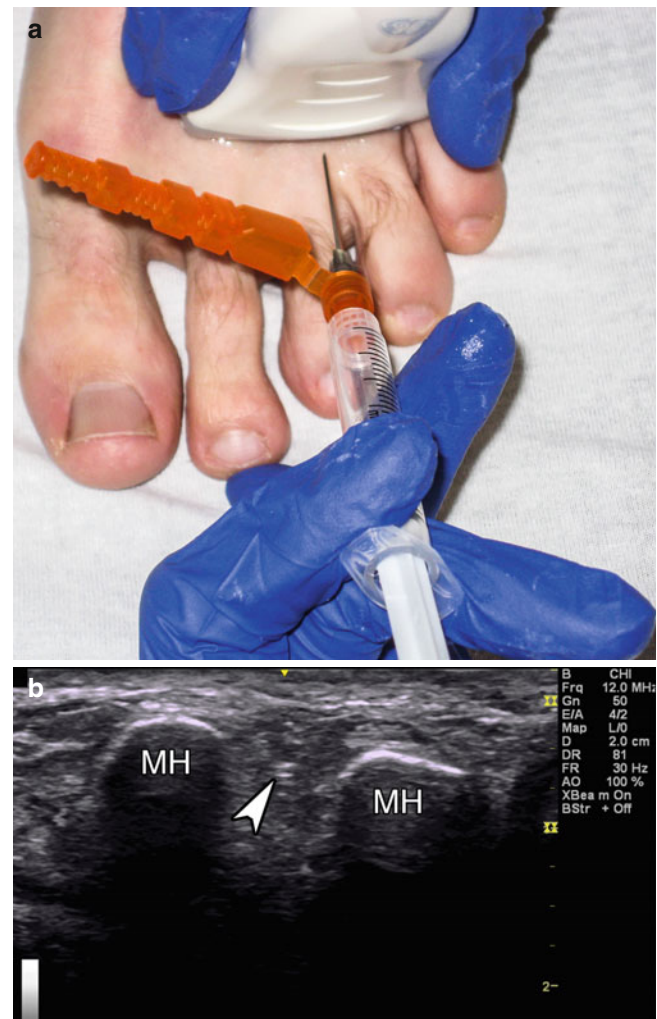 a
b
MH
MH
B CHI
Frq 12.0 MHz
Gn 50
E/A 4/2
Map L/0
D 2.0 cm
DR 81
FR 30 Hz
AO 100 %
XBeam On
BStr + Off
2